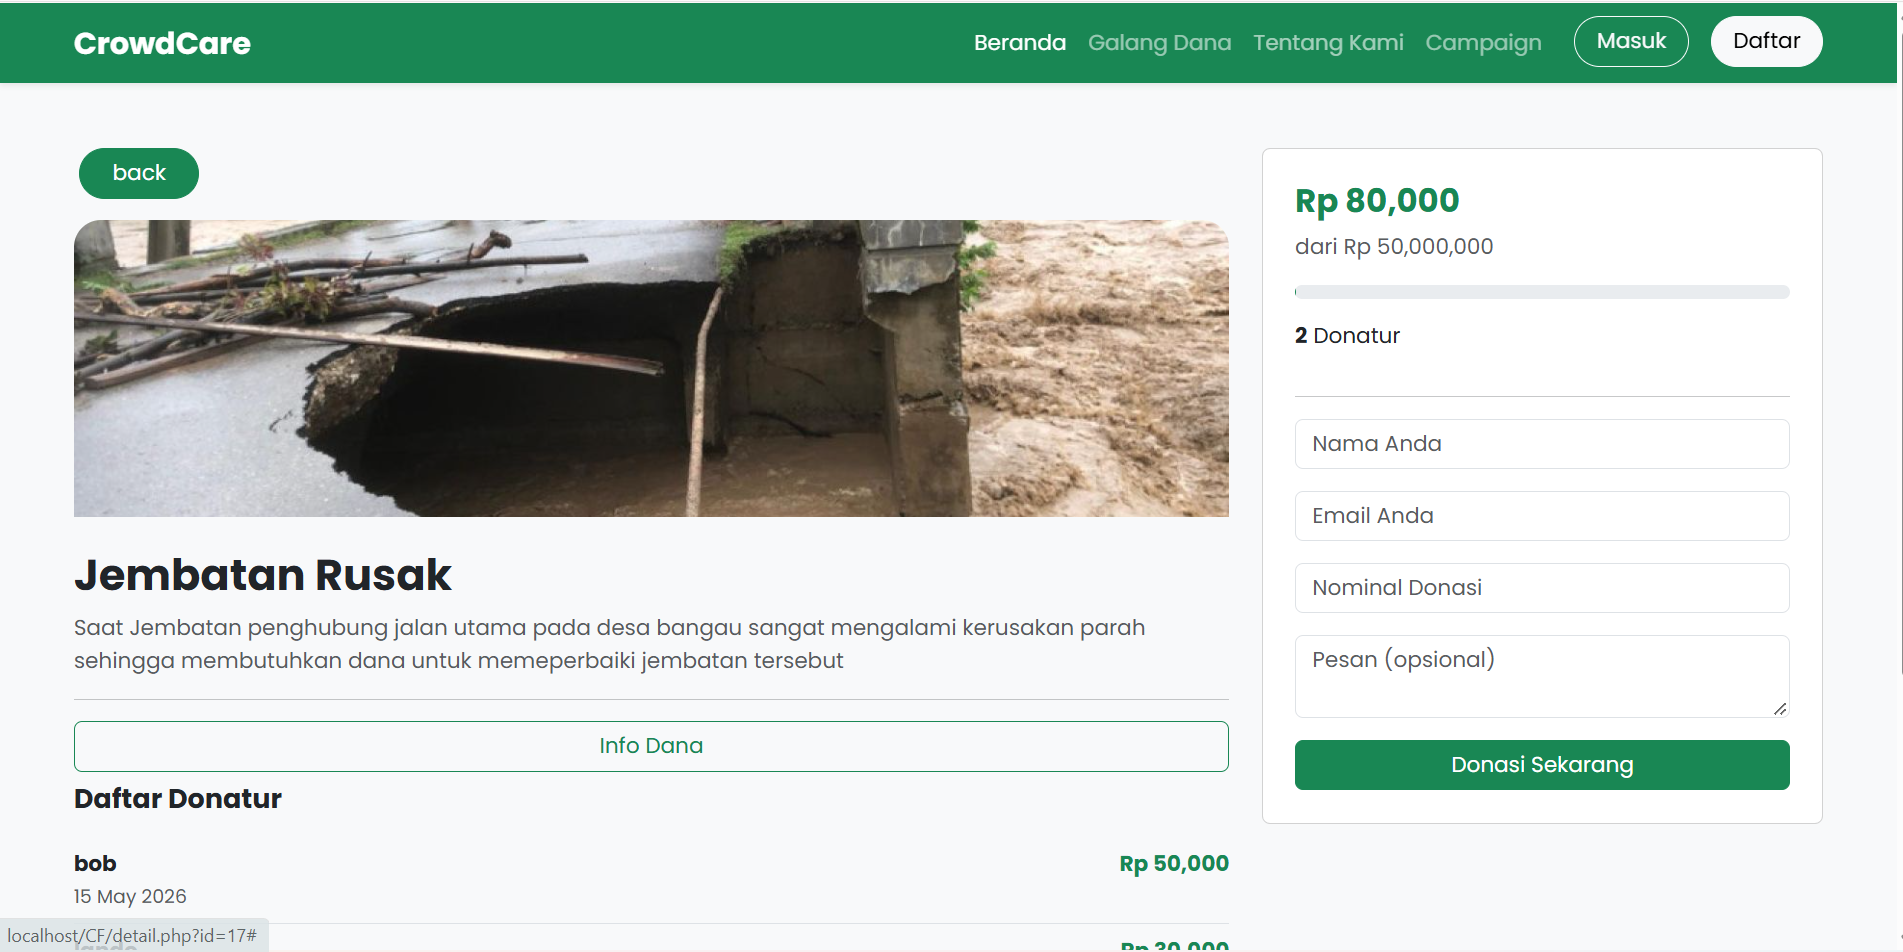 CrowdCare
Beranda Galang Dana Tentang Kami Campaign Masuk Daftar
back
Jembatan Rusak
Saat Jembatan penghubung jalan utama pada desa bangau sangat mengalami kerusakan parah
sehingga membutuhkan dana untuk memeperbaiki jembatan tersebut
Info Dana
Daftar Donatur
bob Rp 50,000
15 May 2026
Rp 30,000
localhost/CF/detail.php?id=17#
Rp 80,000
dari Rp 50,000,000
2 Donatur
Nama Anda
Email Anda
Nominal Donasi
Pesan (opsional)
Donasi Sekarang